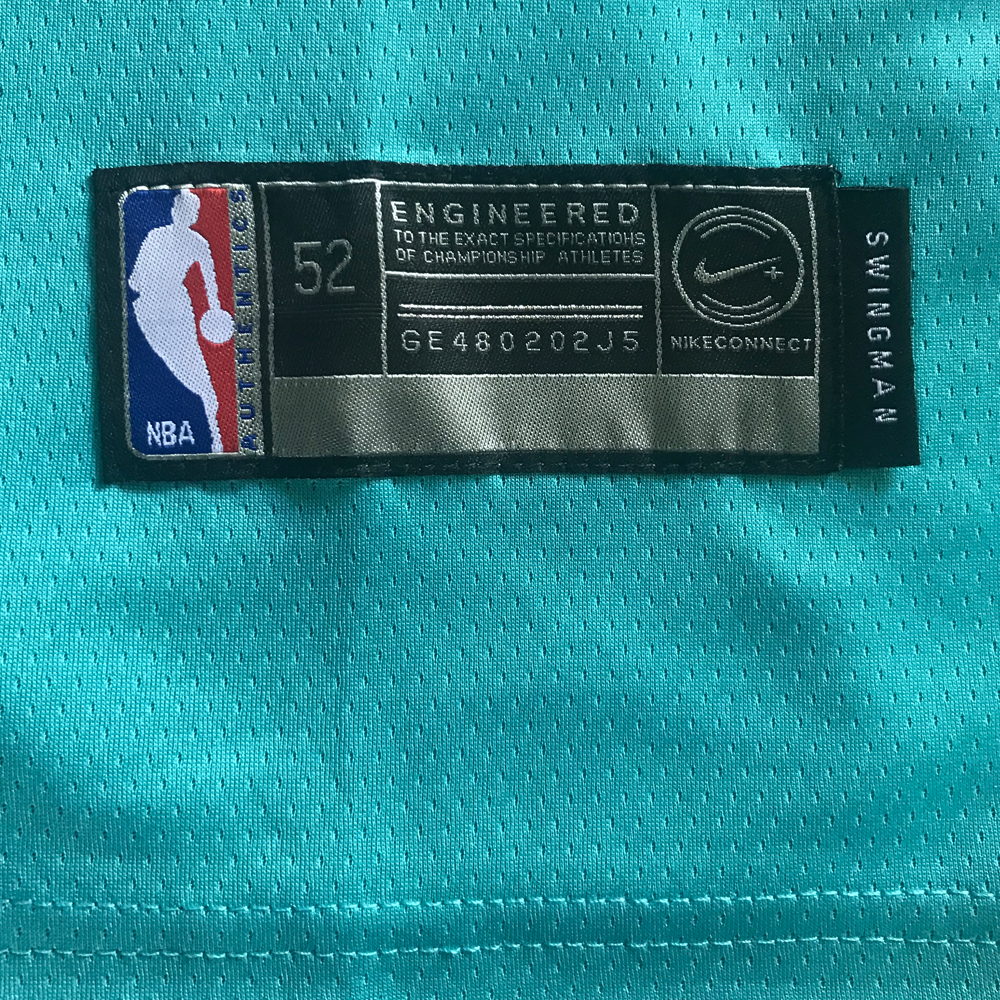 NBA
AUTHENTICS
52
ENGINEERED
TO THE EXACT SPECIFICATIONS
OF CHAMPIONSHIP ATHLETES
GE480202J5
NIKECONNECT
SWINGMAN